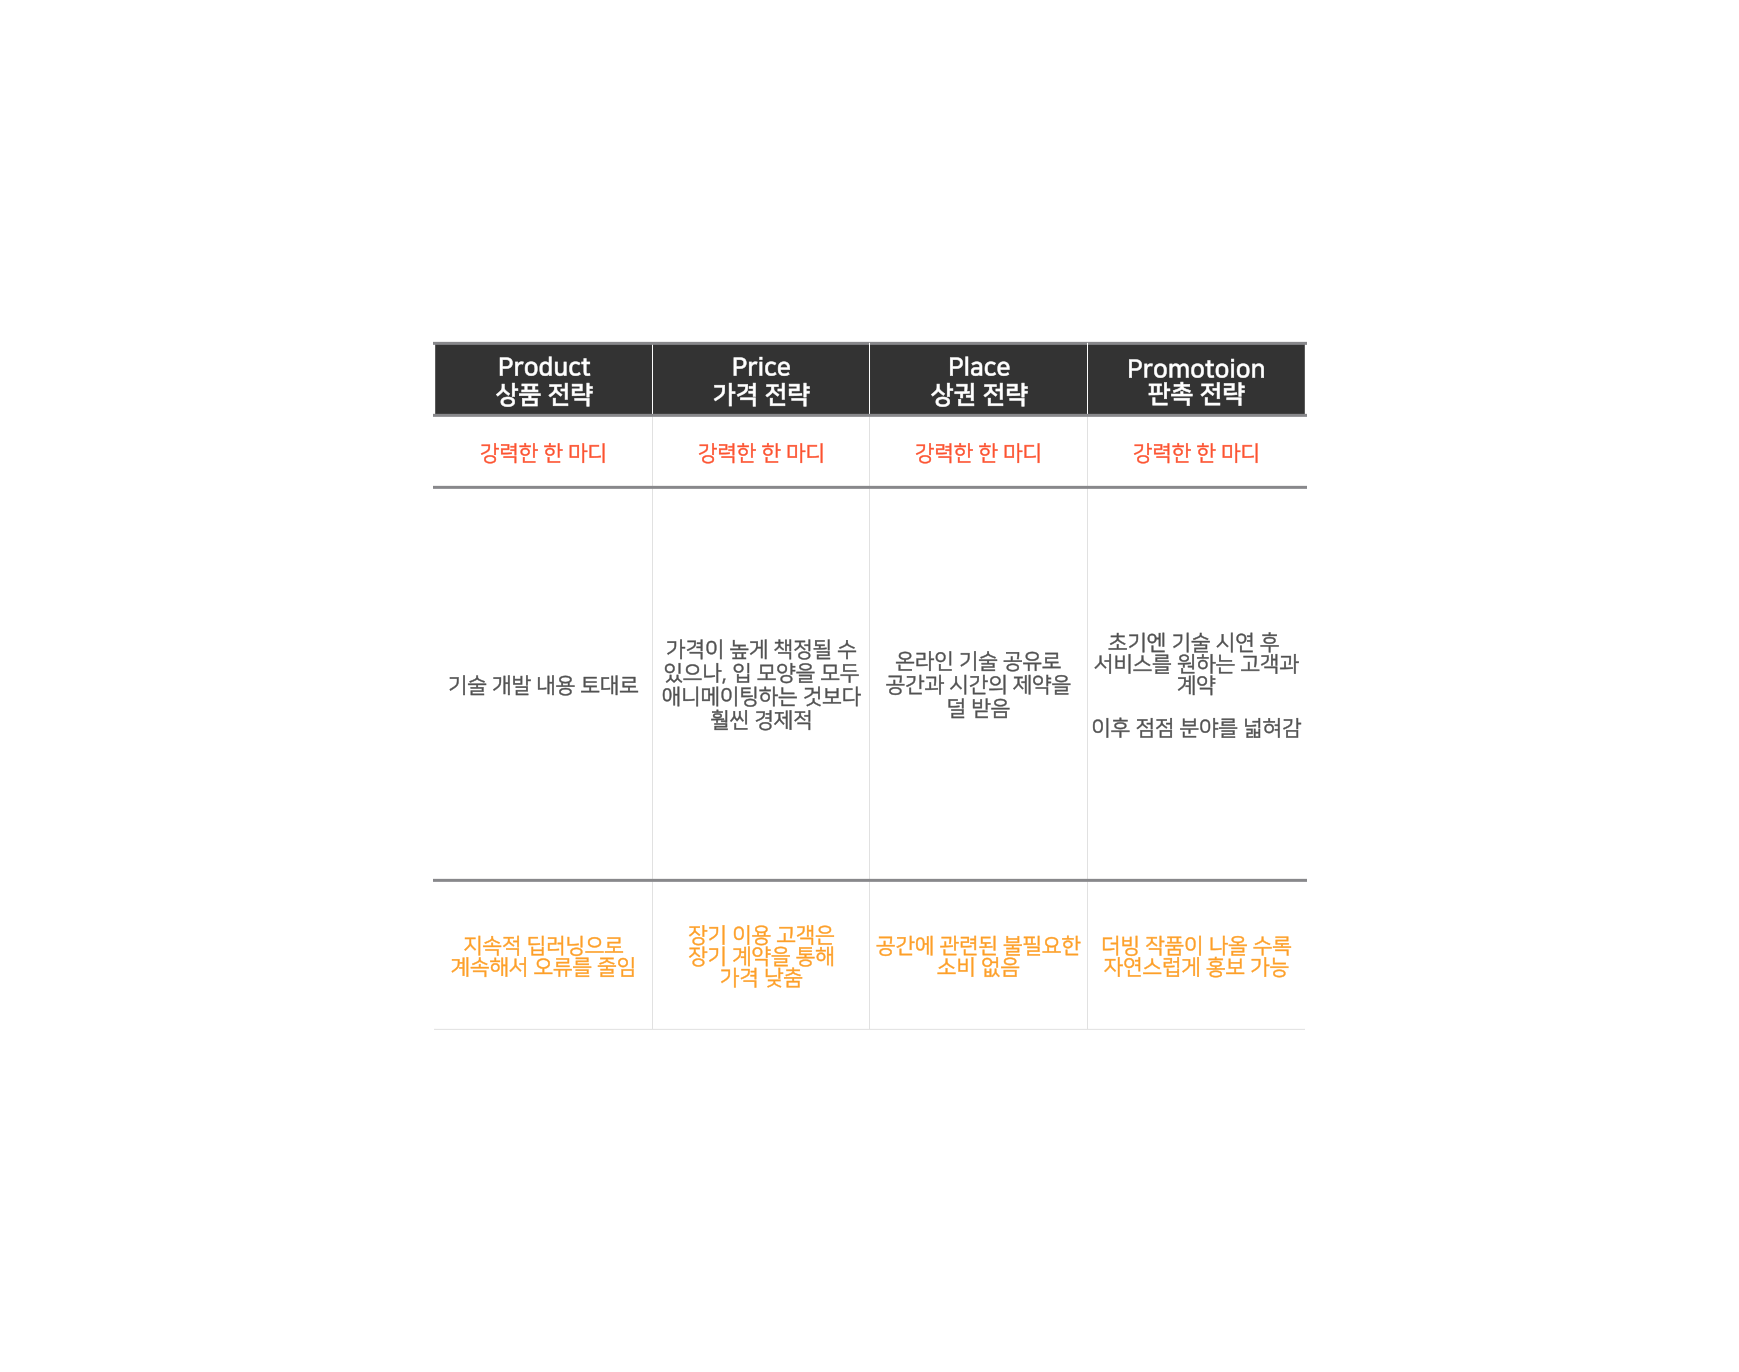 Product
상품 전략
Price
가격 전략
Place
상권 전략
Promotoion
판촉 전략
강력한 한 마디
강력한 한 마디
강력한 한 마디
강력한 한 마디
기술 개발 내용 토대로
가격이 높게 책정될 수
있으나, 입 모양을 모두
애니메이팅하는 것보다
훨씬 경제적
온라인 기술 공유로
공간과 시간의 제약을
덜 받음
초기엔 기술 시연 후
서비스를 원하는 고객과
계약
이후 점점 분야를 넓혀감
지속적 딥러닝으로
계속해서 오류를 줄임
장기 이용 고객은
장기 계약을 통해
가격 낮춤
공간에 관련된 불필요한
소비 없음
더빙 작품이 나올 수록
자연스럽게 홍보 가능